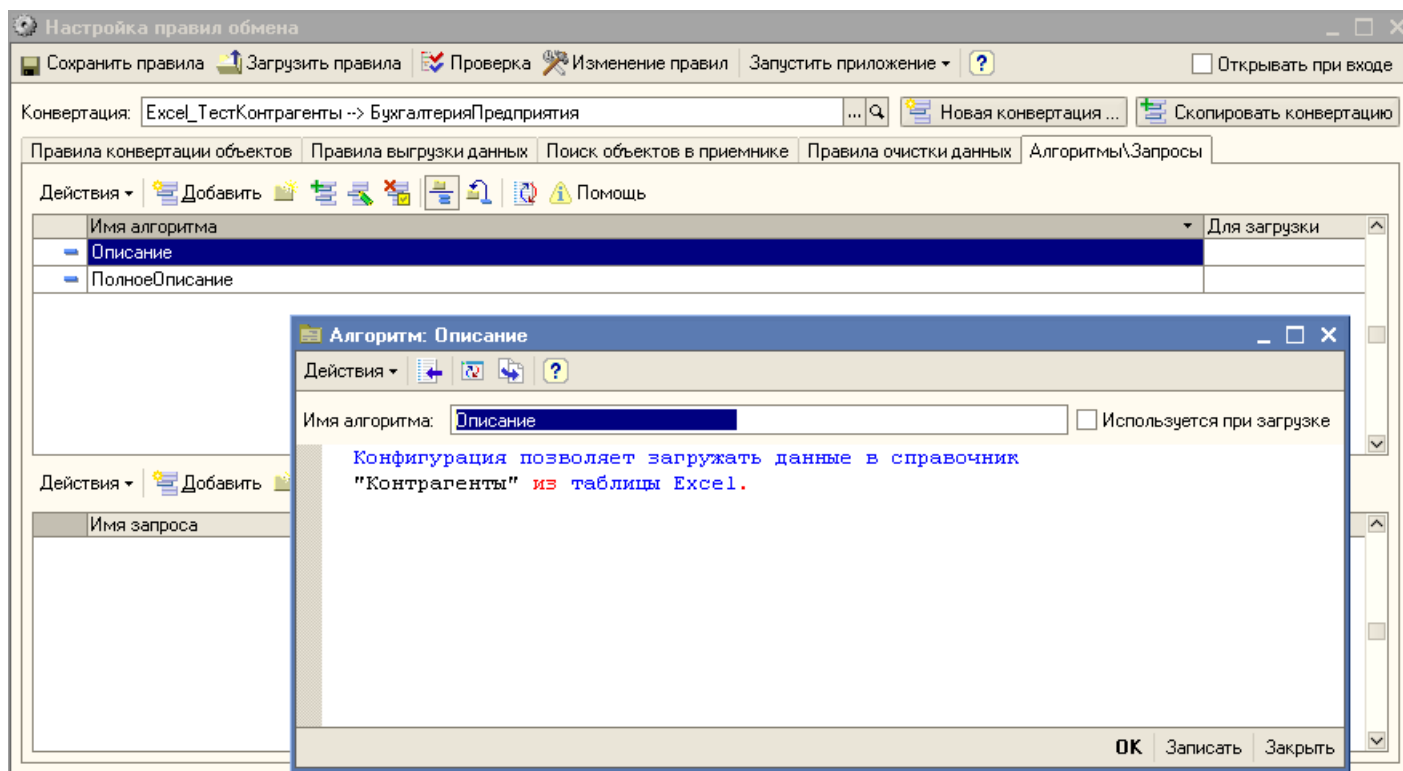 Настройка правил обмена
Сохранить правила Загрузить правила Проверка Изменение правил Запустить приложение ? Открывать при входе
Конвертация: Excel_ТестКонтрагенты --> БухгалтерияПредприятия ... Новая конвертация ... Скопировать конвертацию
Правила конвертации объектов Правила выгрузки данных Поиск объектов в приемнике Правила очистки данных Алгоритмы\Запросы
Действия Добавить Помощь
Имя алгоритма Для загрузки
Описание
ПолноеОписание
Алгоритм: Описание
Действия ?
Имя алгоритма: Описание Используется при загрузке
Конфигурация позволяет загружать данные в справочник
"Контрагенты" из таблицы Excel.
Действия Добавить
Имя запроса
OK Записать Закрыть